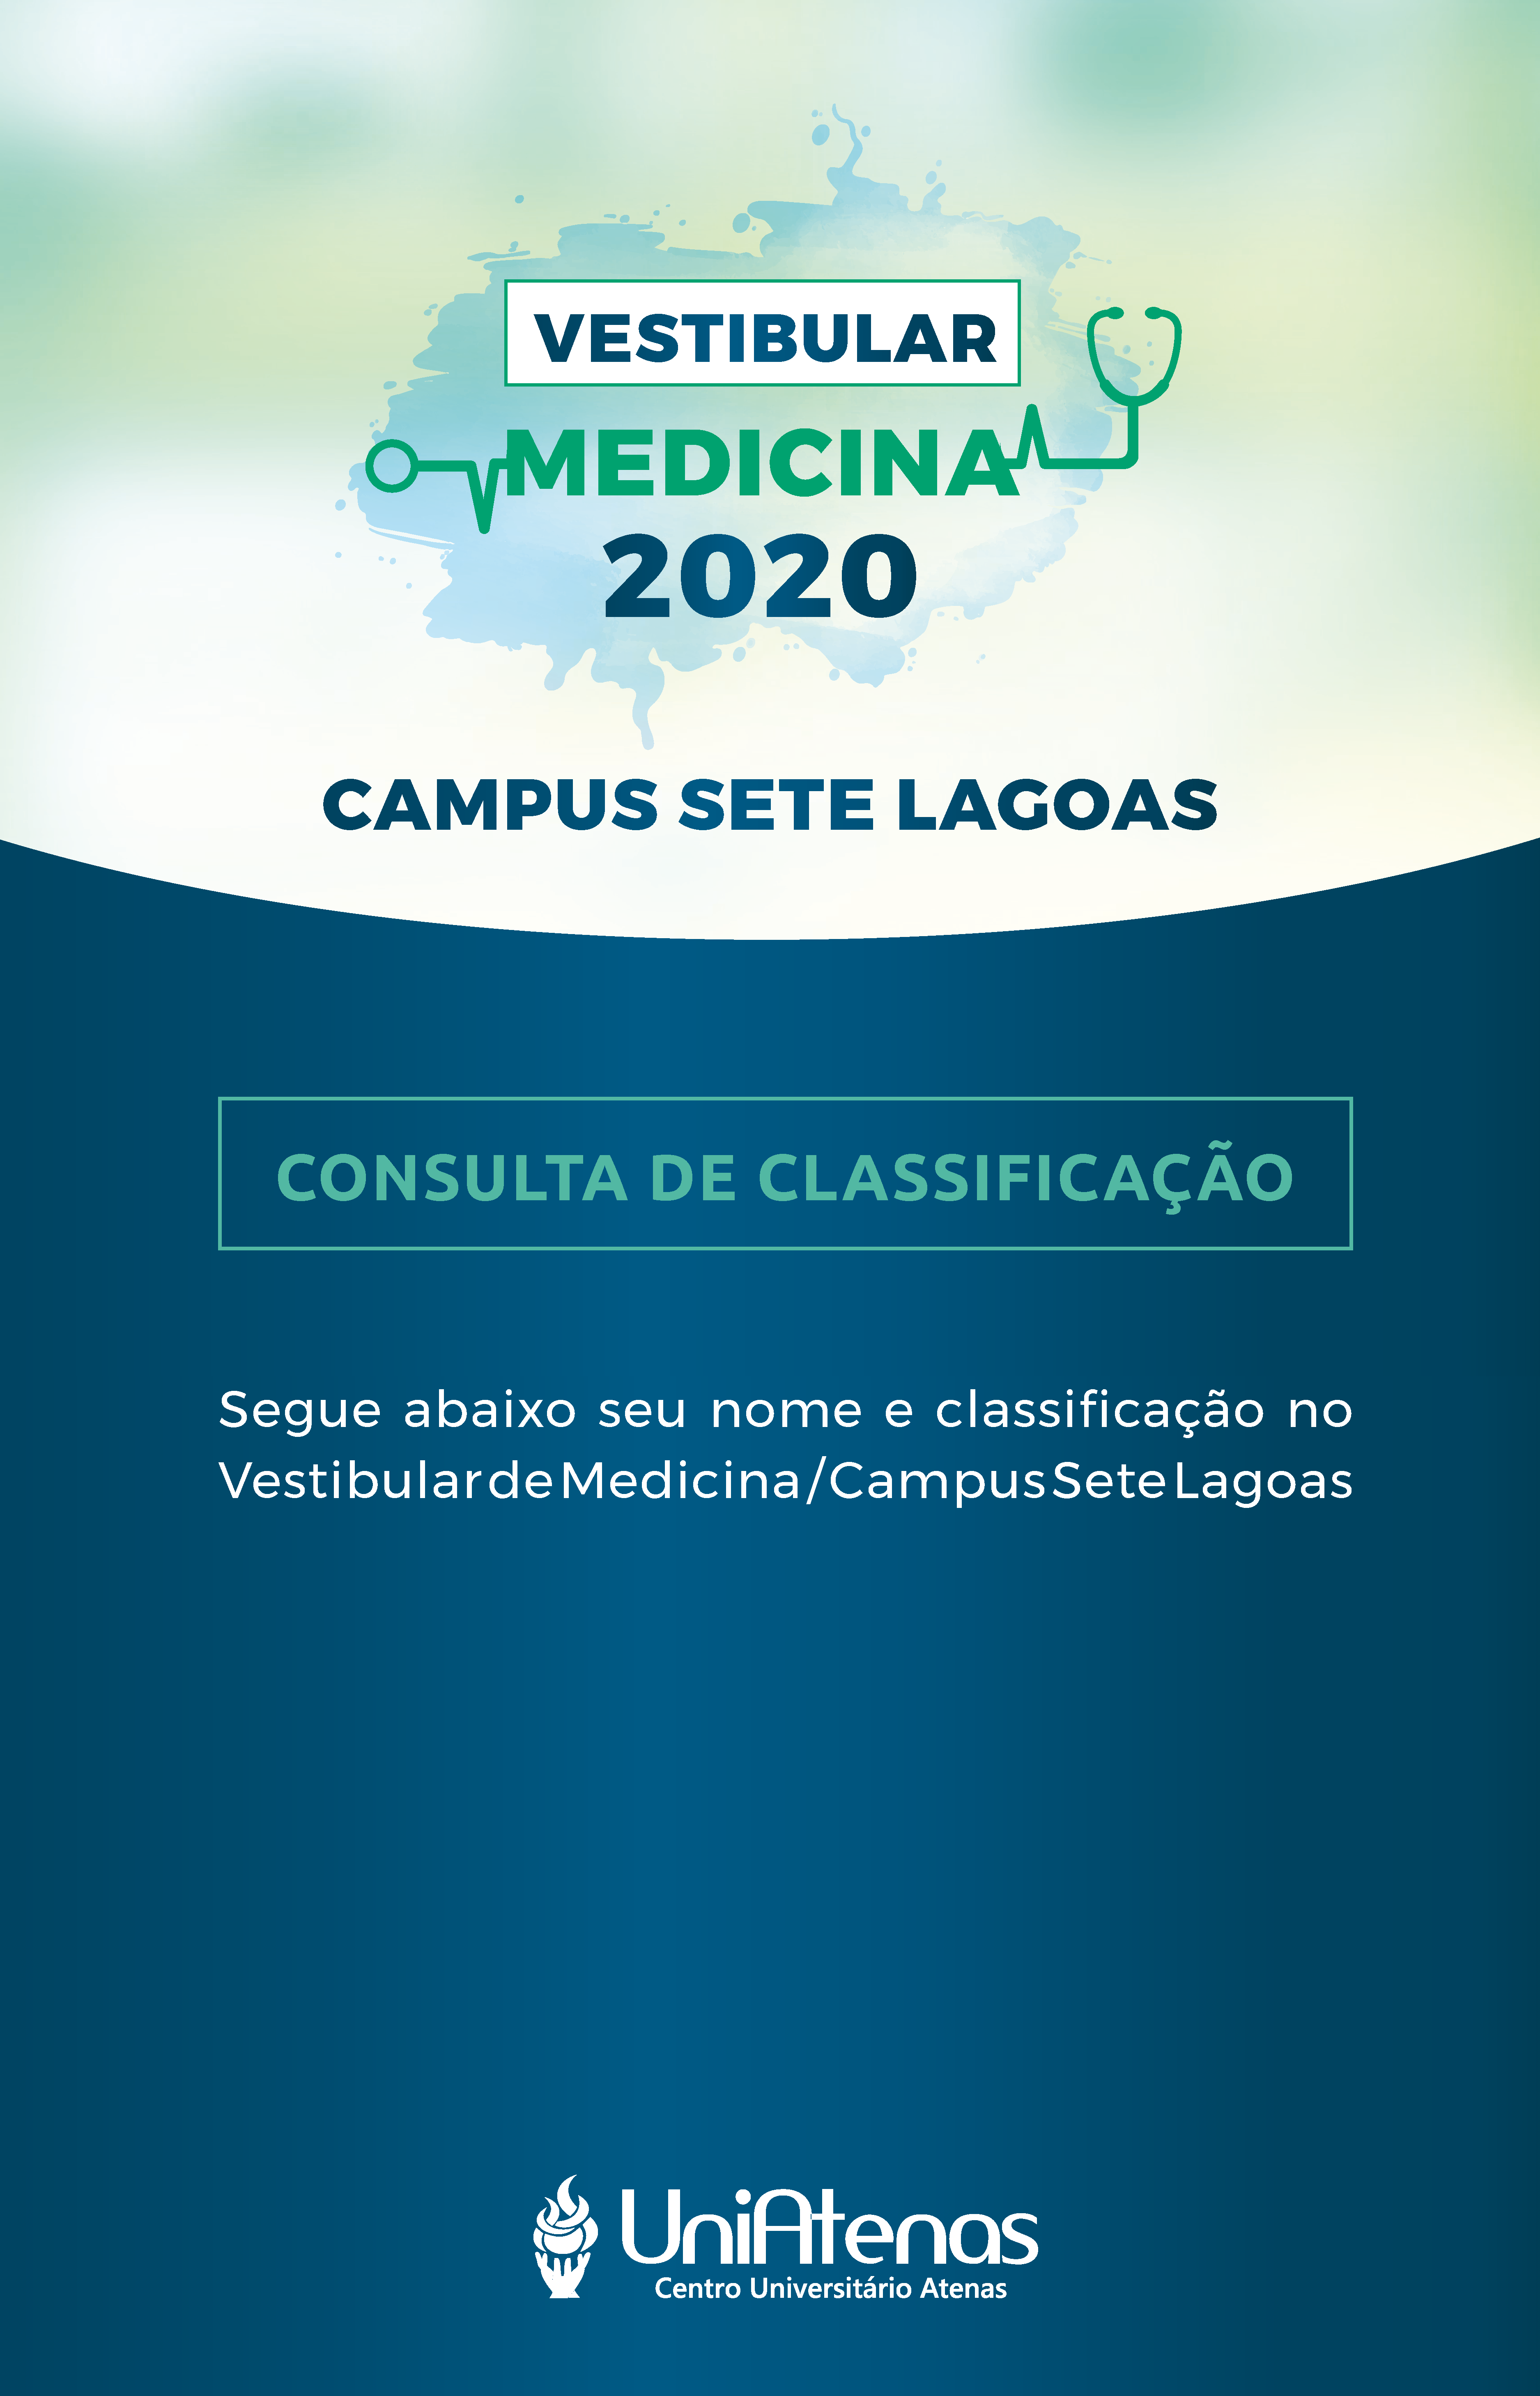 VESTIBULAR
MEDICINA
2020
CAMPUS SETE LAGOAS
CONSULTA DE CLASSIFICAÇÃO
Segue abaixo seu nome e classificação no
Vestibular de Medicina/Campus Sete Lagoas
UniAtenas
Centro Universitário Atenas